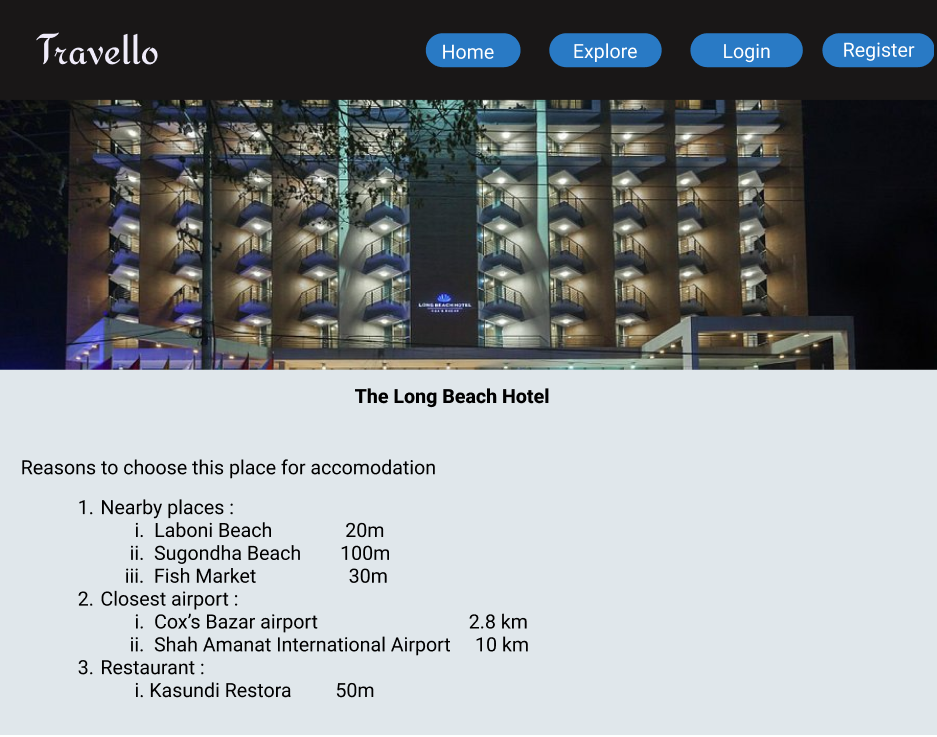 Travello
Home Explore Login Register
LONG BEACH HOTEL
The Long Beach Hotel
Reasons to choose this place for accomodation
1. Nearby places :
i. Laboni Beach 20m
ii. Sugondha Beach 100m
iii. Fish Market 30m
2. Closest airport :
i. Cox’s Bazar airport 2.8 km
ii. Shah Amanat International Airport 10 km
3. Restaurant :
i. Kasundi Restora 50m